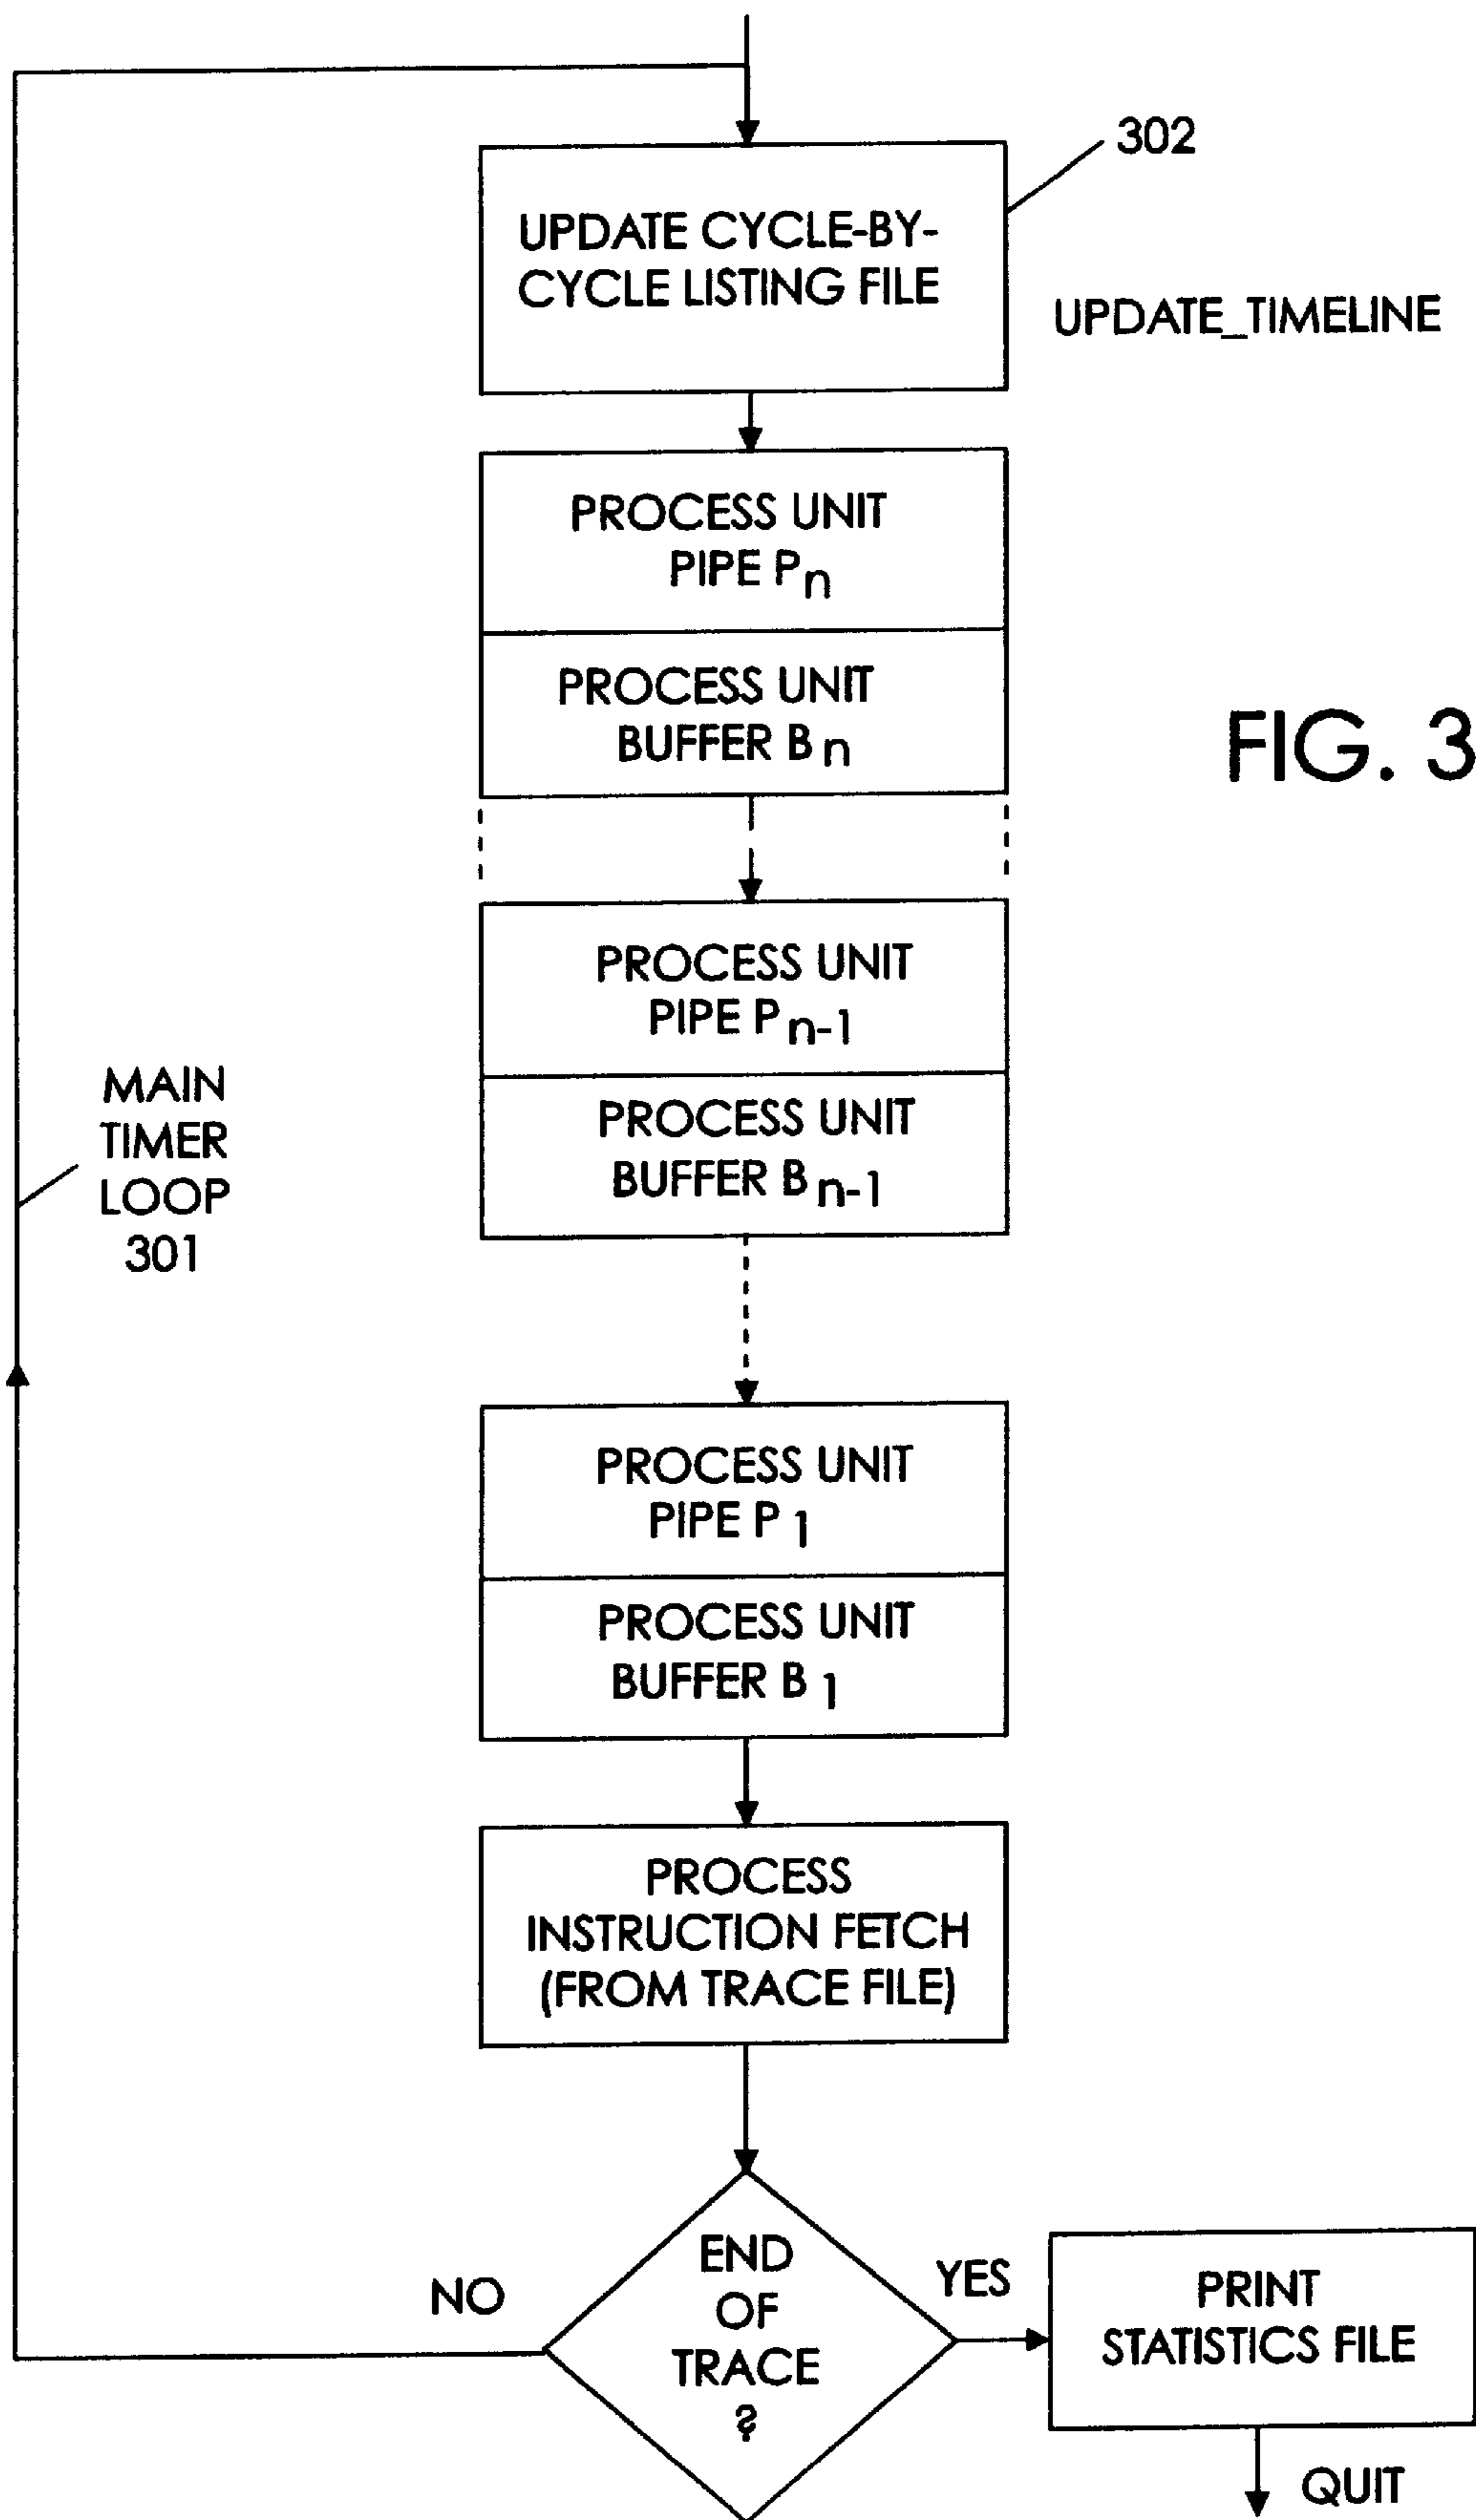 302
UPDATE CYCLE-BY-
CYCLE LISTING FILE
UPDATE_TIMELINE
PROCESS UNIT
PIPE Pn
PROCESS UNIT
BUFFER Bn
FIG. 3
PROCESS UNIT
PIPE Pn-1
PROCESS UNIT
BUFFER Bn-1
MAIN
TIMER
LOOP
301
PROCESS UNIT
PIPE P1
PROCESS UNIT
BUFFER B1
PROCESS
INSTRUCTION FETCH
(FROM TRACE FILE)
END
OF
TRACE
?
NO
YES
PRINT
STATISTICS FILE
QUIT